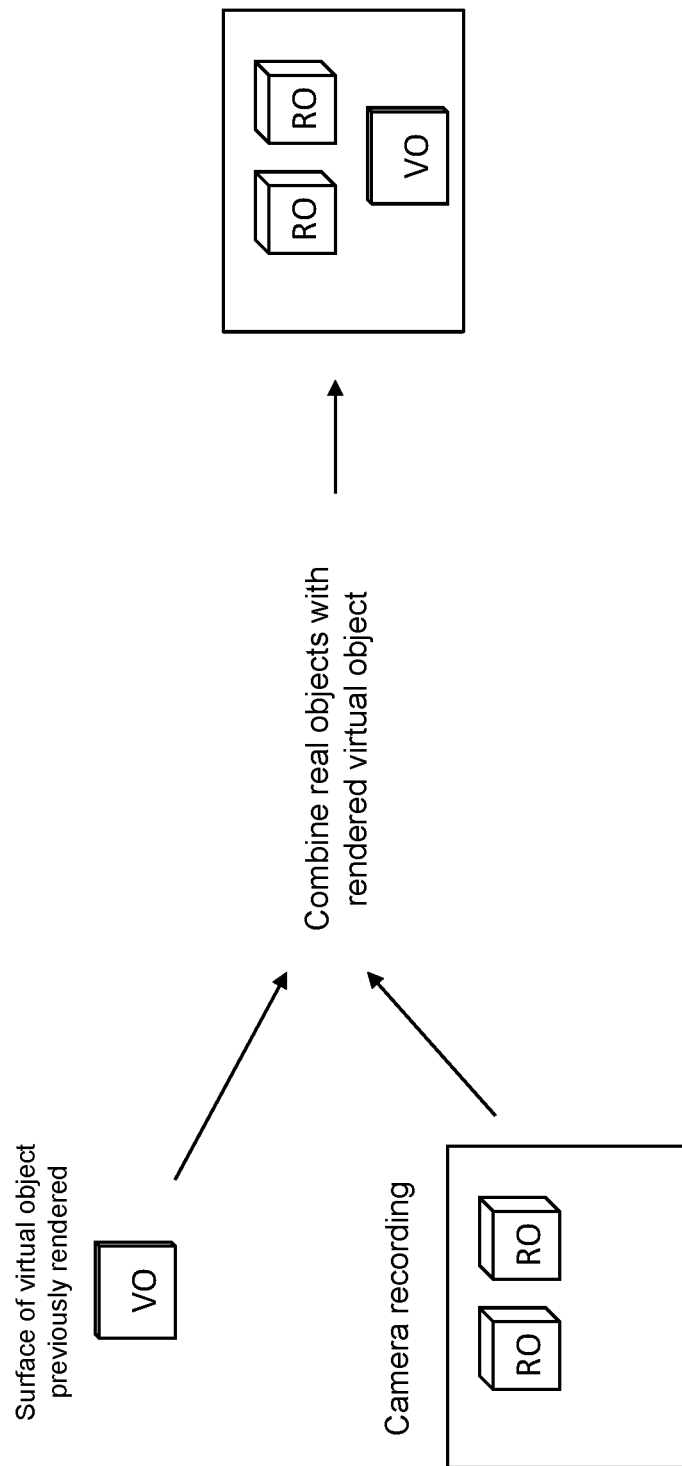 Surface of virtual object
previously rendered
VO
Camera recording
RO
RO
Combine real objects with
rendered virtual object
RO
RO
VO